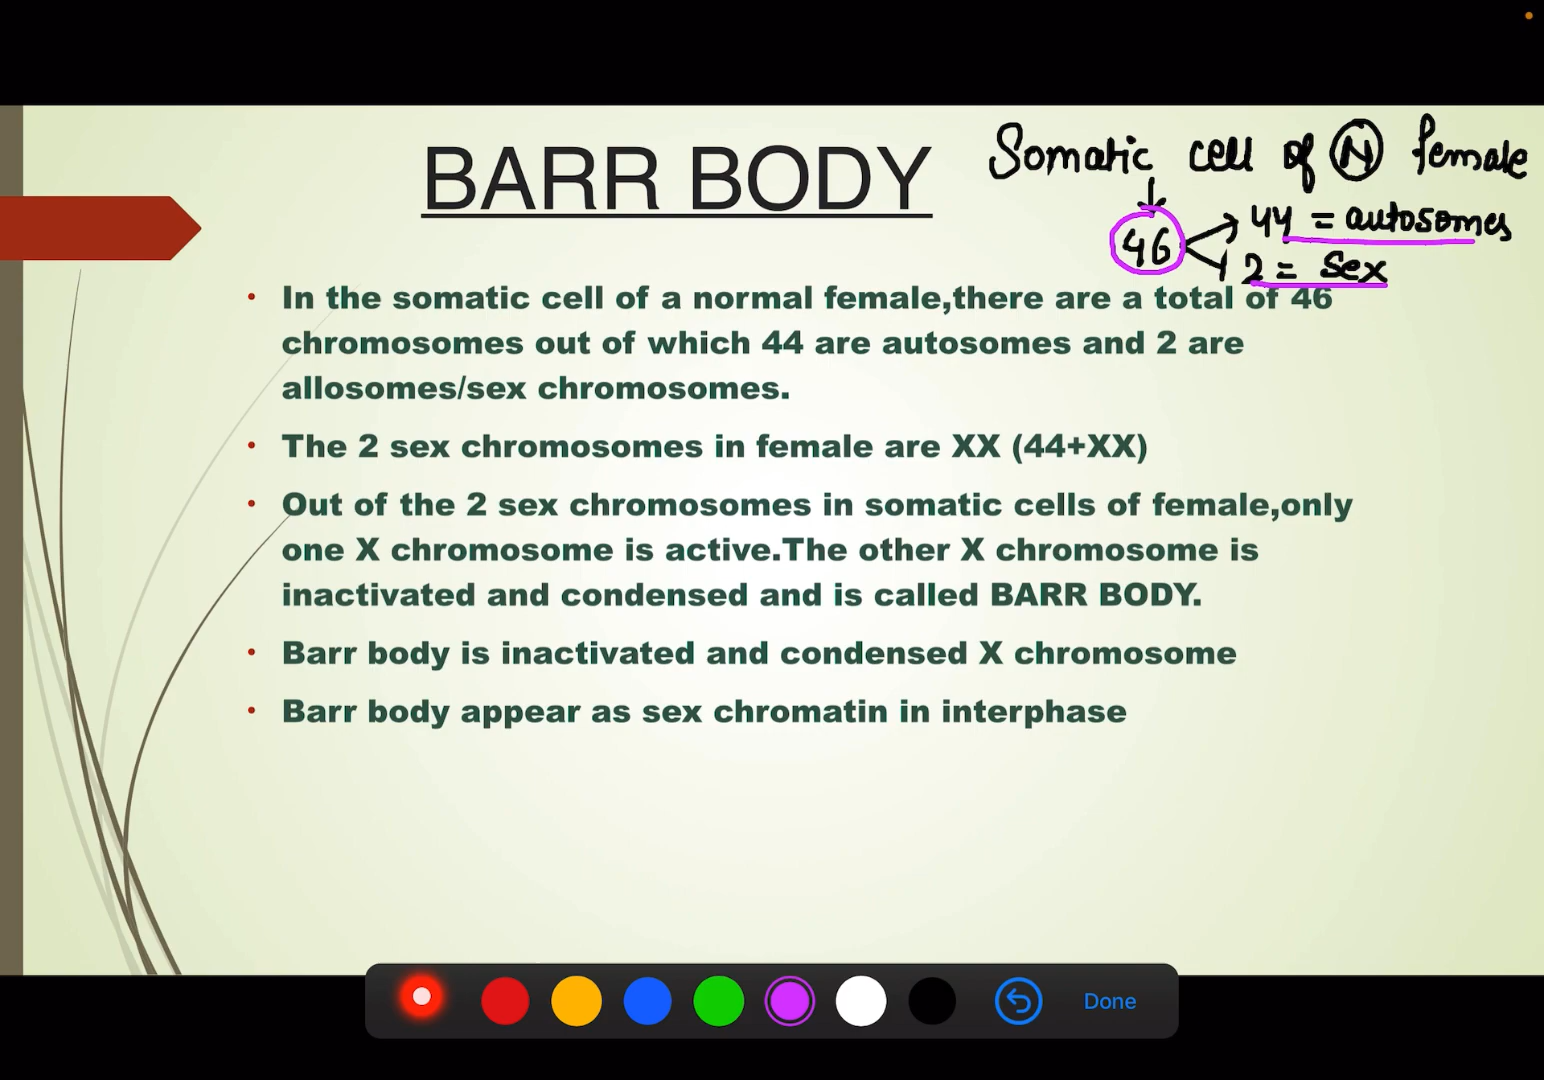 BARR BODY
Somatic cell of N female
46
44 = autosomes
2 = sex
• In the somatic cell of a normal female,there are a total of 46
chromosomes out of which 44 are autosomes and 2 are
allosomes/sex chromosomes.
• The 2 sex chromosomes in female are XX (44+XX)
• Out of the 2 sex chromosomes in somatic cells of female,only
one X chromosome is active.The other X chromosome is
inactivated and condensed and is called BARR BODY.
• Barr body is inactivated and condensed X chromosome
• Barr body appear as sex chromatin in interphase
Done